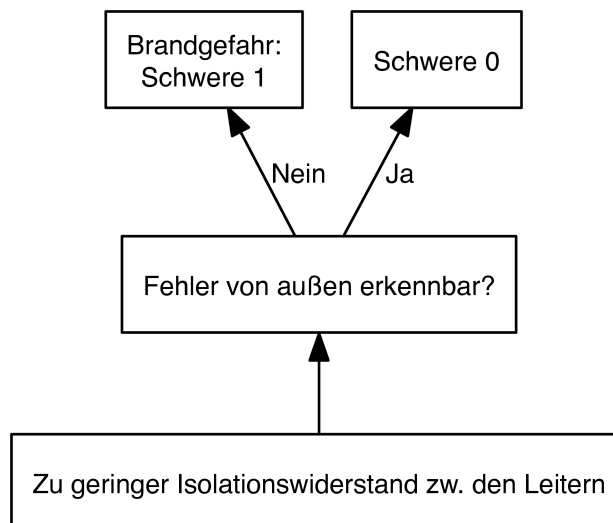 Brandgefahr:
Schwere 1
Schwere 0
Nein
Ja
Fehler von außen erkennbar?
Zu geringer Isolationswiderstand zw. den Leitern